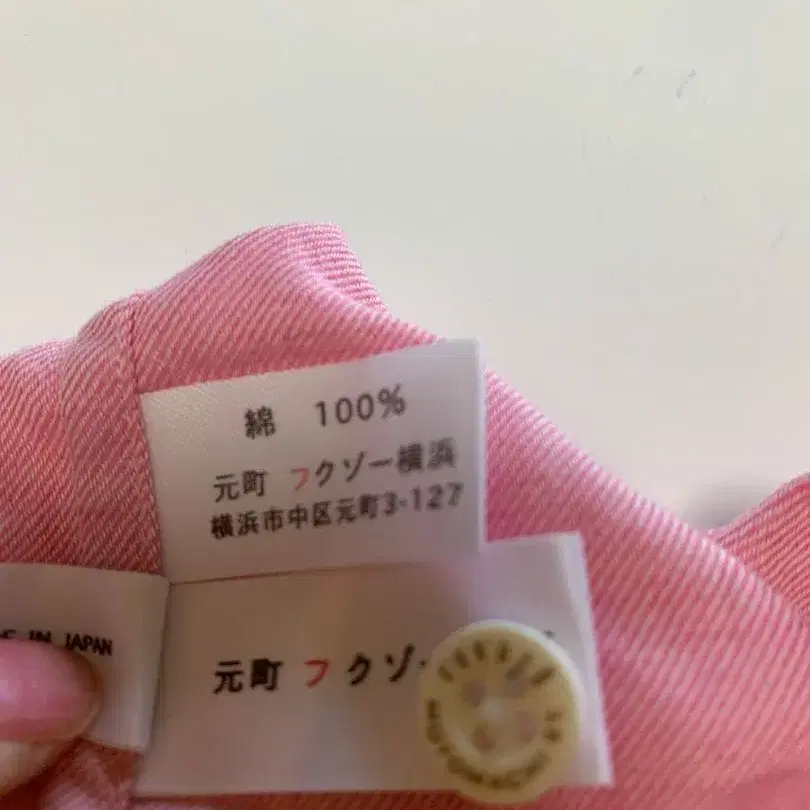 綿 100%
元町 フクゾー横浜
横浜市中区元町3-127
IN JAPAN
元町 フクゾ